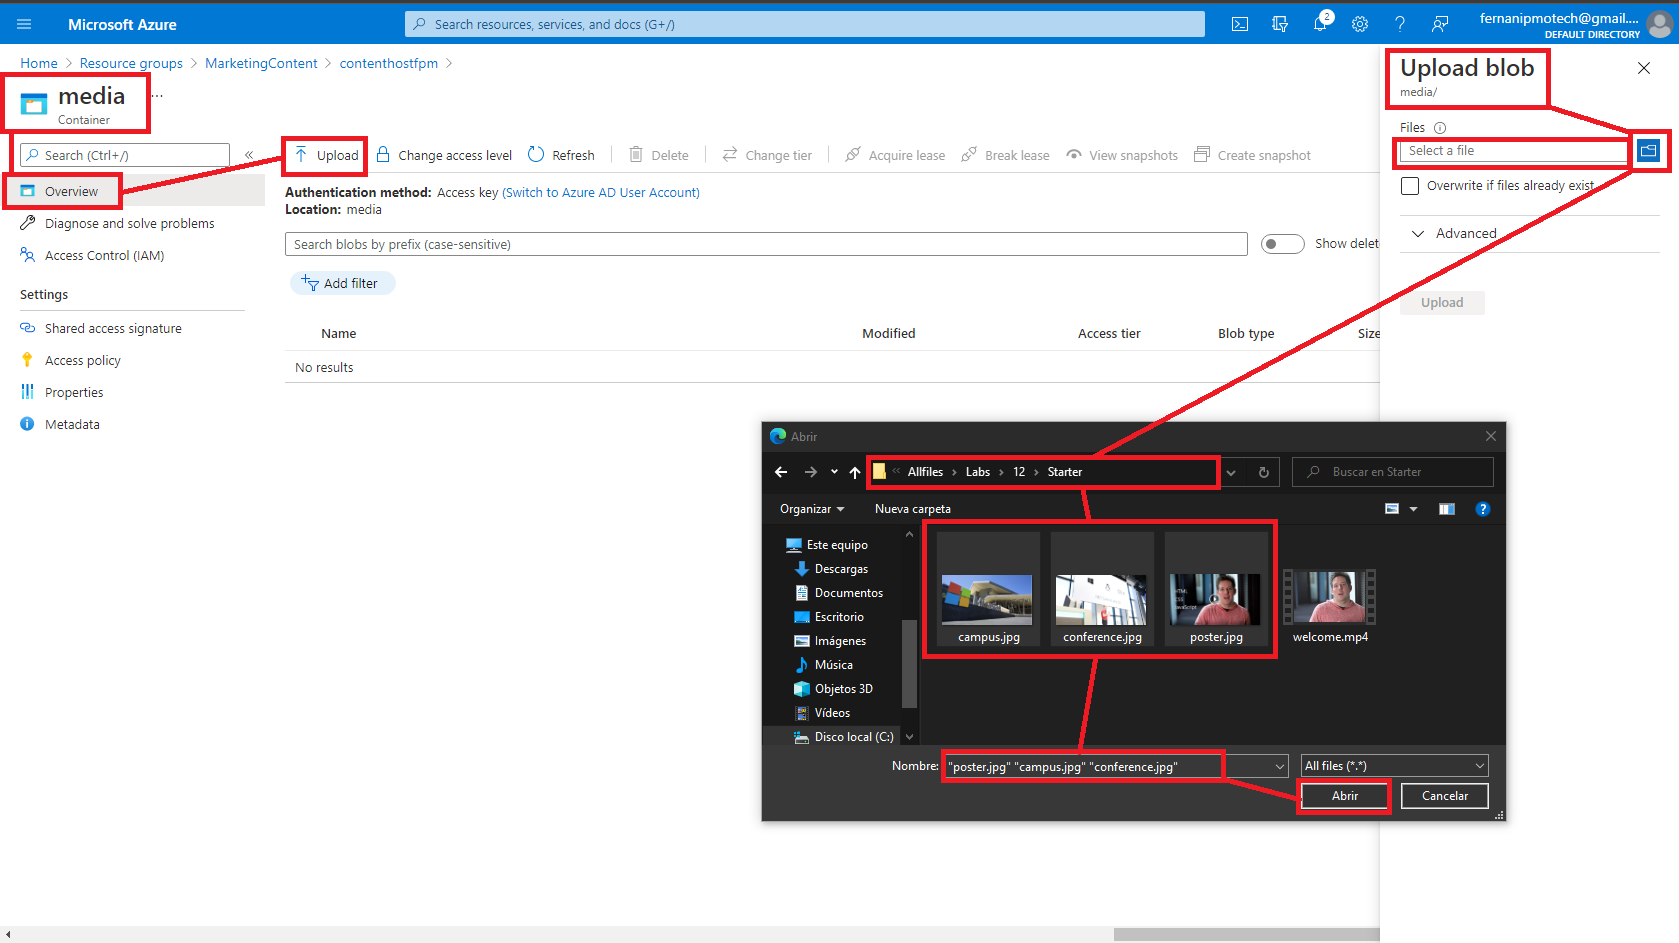 Microsoft Azure
Search resources, services, and docs (G+/)
2
fernanipmotech@gmail....
DEFAULT DIRECTORY
Home > Resource groups > MarketingContent > contenthostfpm >
media
...
Container
Search (Ctrl+/)
«
Overview
Diagnose and solve problems
Access Control (IAM)
Settings
Shared access signature
Access policy
Properties
Metadata
Upload
Change access level
Refresh
Delete
Change tier
Acquire lease
Break lease
View snapshots
Create snapshot
Authentication method: Access key (Switch to Azure AD User Account)
Location: media
Search blobs by prefix (case-sensitive)
Show delet
Add filter
Name Modified Access tier Blob type Size
No results
Upload blob
media/
Files
Select a file
Overwrite if files already exist
Advanced
Upload
Abrir
« Allfiles > Labs > 12 > Starter
Buscar en Starter
Organizar
Nueva carpeta
Este equipo
Descargas
Documentos
Escritorio
Imágenes
Música
Objetos 3D
Vídeos
Disco local (C:)
campus.jpg
conference.jpg
poster.jpg
welcome.mp4
Nombre: "poster.jpg" "campus.jpg" "conference.jpg"
All files (*.*)
Abrir
Cancelar